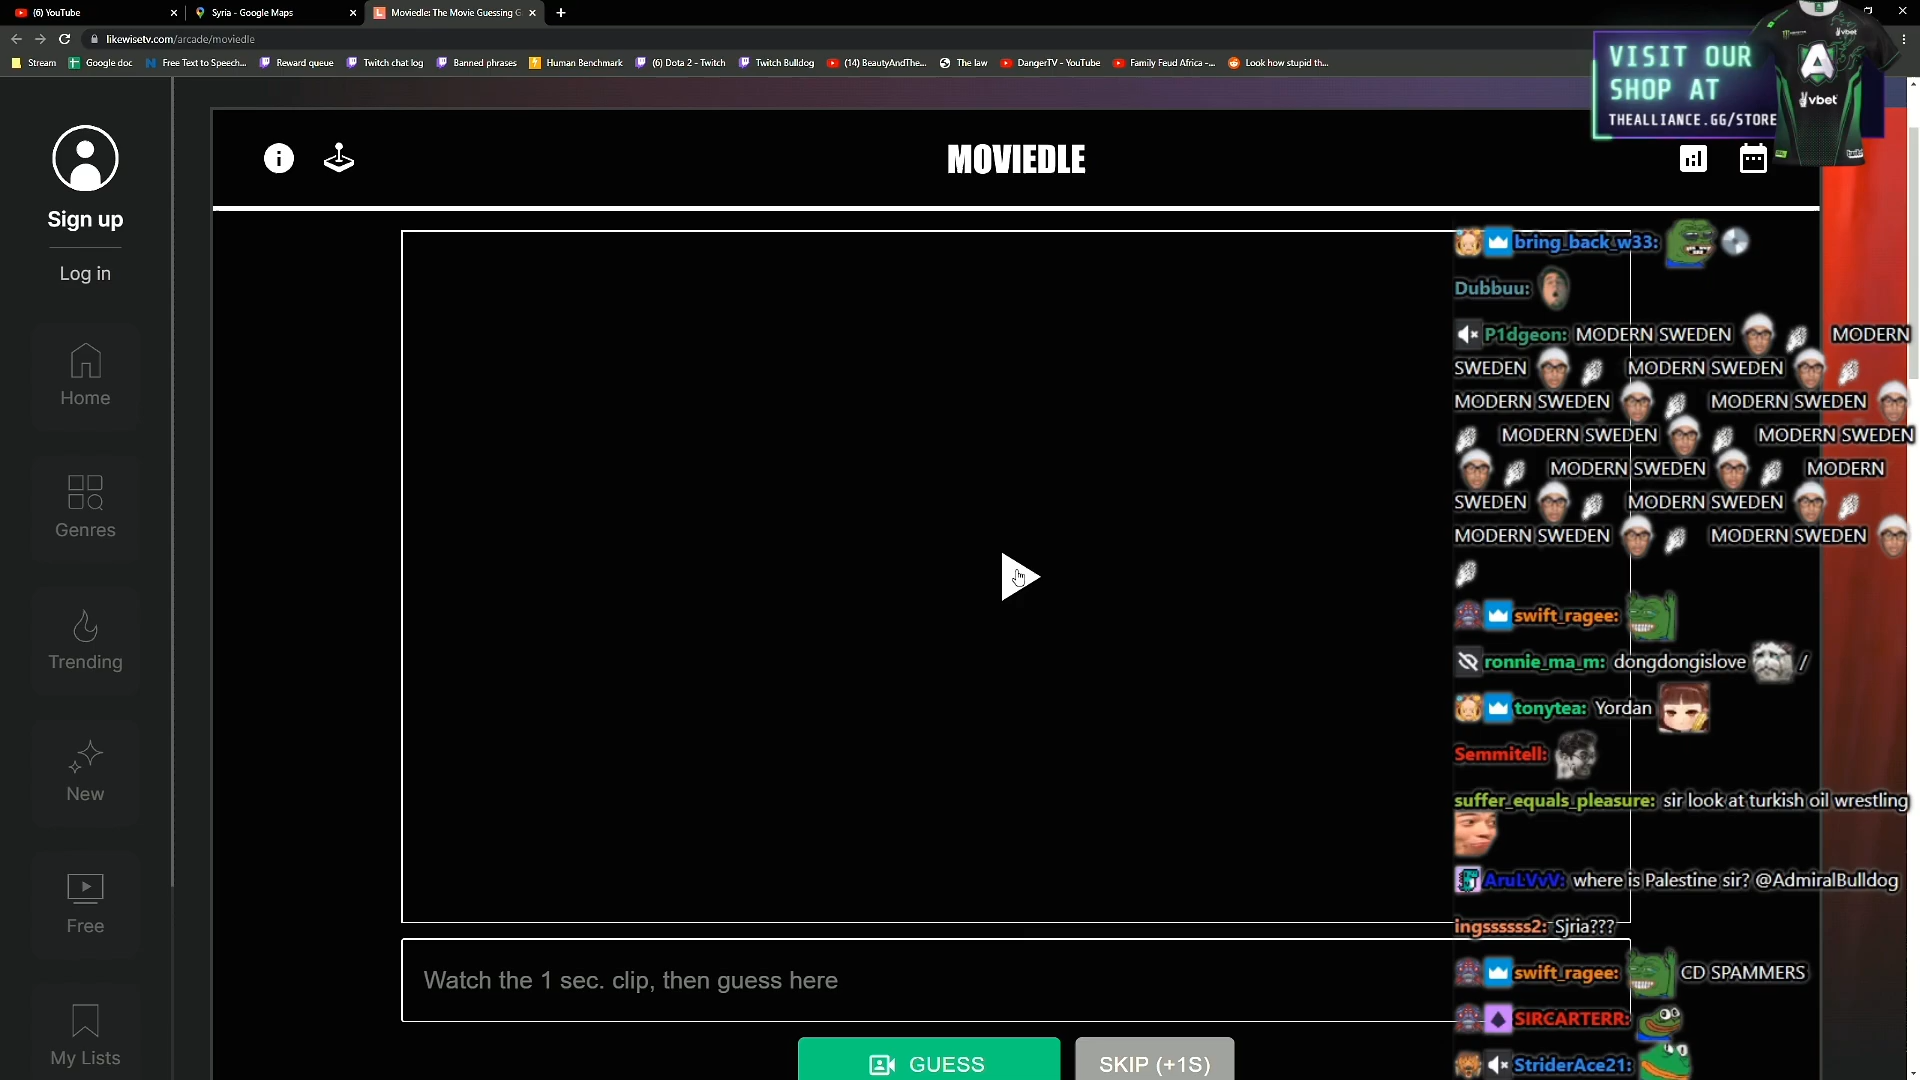 (6) YouTube
Syria - Google Maps
Moviedle: The Movie Guessing G
likewisetv.com/arcade/moviedle
Stream
Google doc
Free Text to Speech...
Reward queue
Twitch chat log
Banned phrases
Human Benchmark
(6) Dota 2 - Twitch
Twitch Bulldog
(14) BeautyAndThe...
The law
DangerTV - YouTube
Family Feud Africa -...
Look how stupid th...
VISIT OUR
SHOP AT
THEALLIANCE.GG/STORE
vbet
vbet
Sign up
Log in
Home
Genres
Trending
New
Free
My Lists
MOVIEDLE
bring_back_w33:
Dubbuu:
P1dgeon: MODERN SWEDEN MODERN
SWEDEN MODERN SWEDEN
MODERN SWEDEN MODERN SWEDEN
MODERN SWEDEN MODERN SWEDEN
MODERN SWEDEN MODERN
SWEDEN MODERN SWEDEN
MODERN SWEDEN MODERN SWEDEN
swift_ragee:
ronnie_ma_m: dongdongislove /
tonytea: Yordan
Semmitell:
suffer_equals_pleasure: sir look at turkish oil wrestling
AruLVvV: where is Palestine sir? @AdmiralBulldog
ingssssss2: Sjria???
swift_ragee: CD SPAMMERS
SIRCARTERR:
StriderAce21:
Watch the 1 sec. clip, then guess here
GUESS
SKIP (+1S)